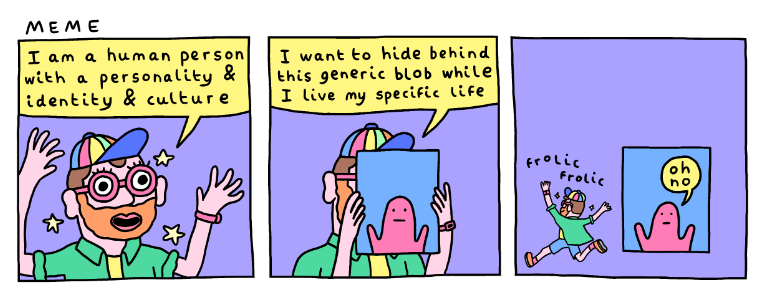 MEME
I am a human person
with a personality &
identity & culture
I want to hide behind
this generic blob while
I live my specific life
frolic
frolic
oh
no